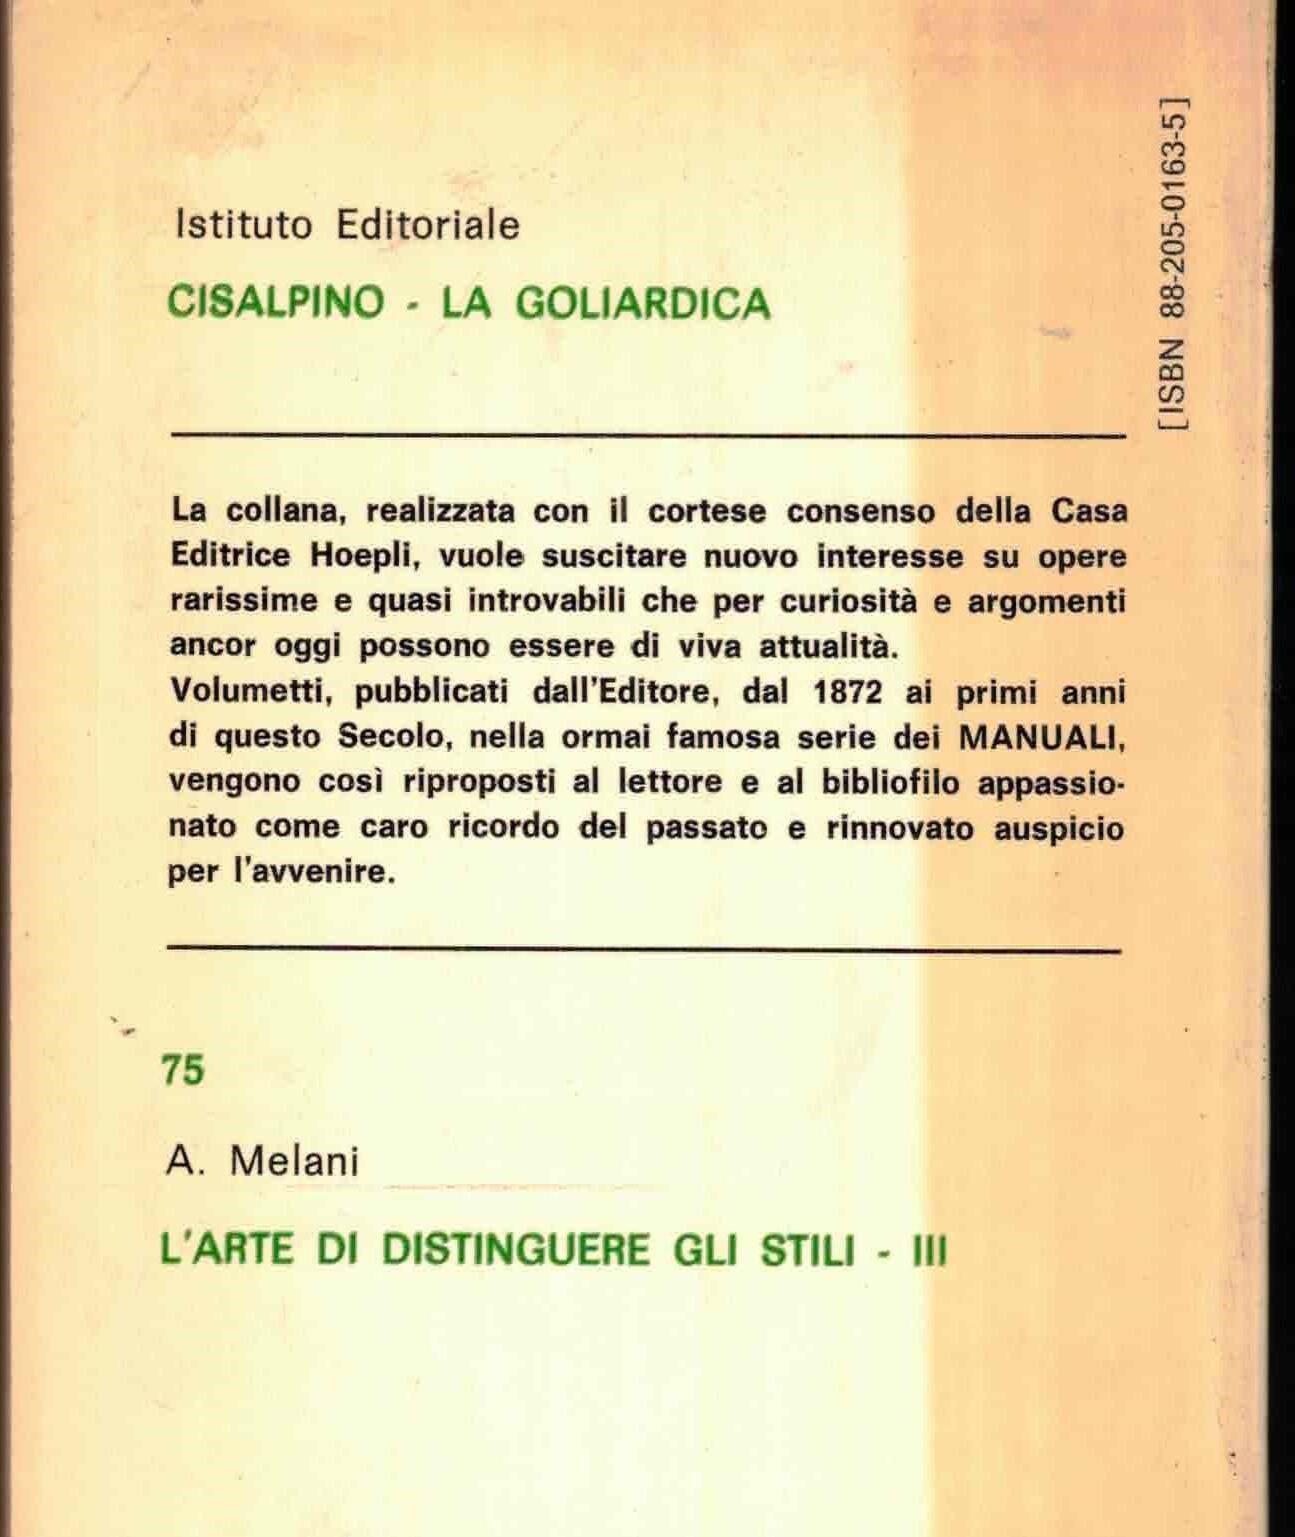 Istituto Editoriale
CISALPINO - LA GOLIARDICA
[ISBN 88-205-0163-5]
La collana, realizzata con il cortese consenso della Casa
Editrice Hoepli, vuole suscitare nuovo interesse su opere
rarissime e quasi introvabili che per curiosità e argomenti
ancor oggi possono essere di viva attualità.
Volumetti, pubblicati dall'Editore, dal 1872 ai primi anni
di questo Secolo, nella ormai famosa serie dei MANUALI,
vengono così riproposti al lettore e al bibliofilo appassio-
nato come caro ricordo del passato e rinnovato auspicio
per l'avvenire.
75
A. Melani
L'ARTE DI DISTINGUERE GLI STILI - III